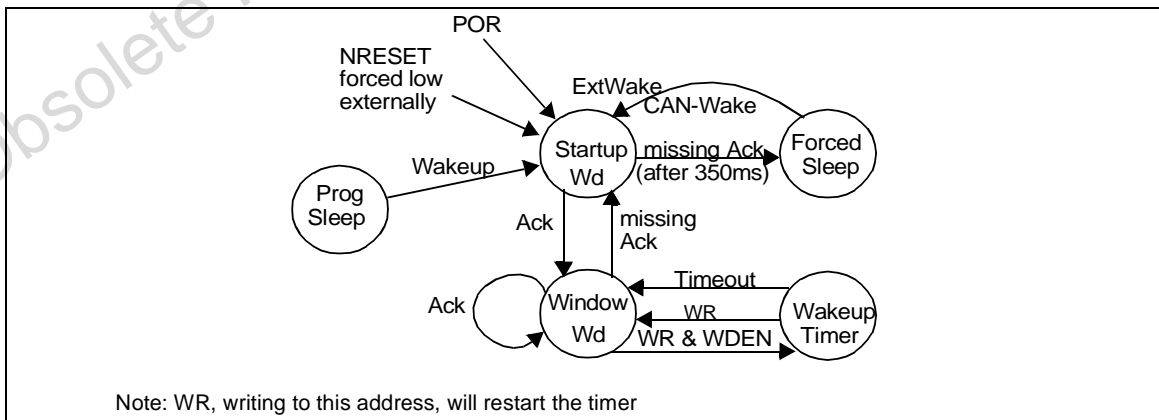 Obsolete
POR
NRESET
forced low
externally
ExtWake
CAN-Wake
Startup
Wd
missing Ack
(after 350ms)
Forced
Sleep
Wakeup
Prog
Sleep
Ack
missing
Ack
Ack
Window
Wd
Timeout
WR
WR & WDEN
Wakeup
Timer
Note: WR, writing to this address, will restart the timer